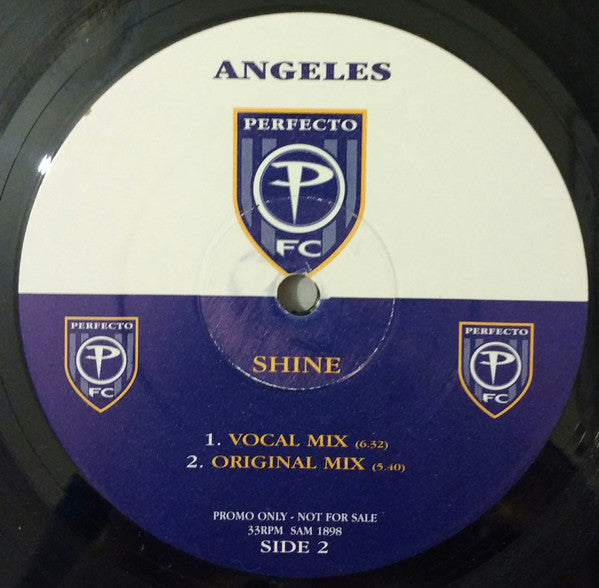 ANGELES
PERFECTO
P
FC
PERFECTO
P
FC
PERFECTO
P
FC
SHINE
1. VOCAL MIX (6.32)
2. ORIGINAL MIX (5.40)
PROMO ONLY - NOT FOR SALE
33RPM SAM 1898
SIDE 2